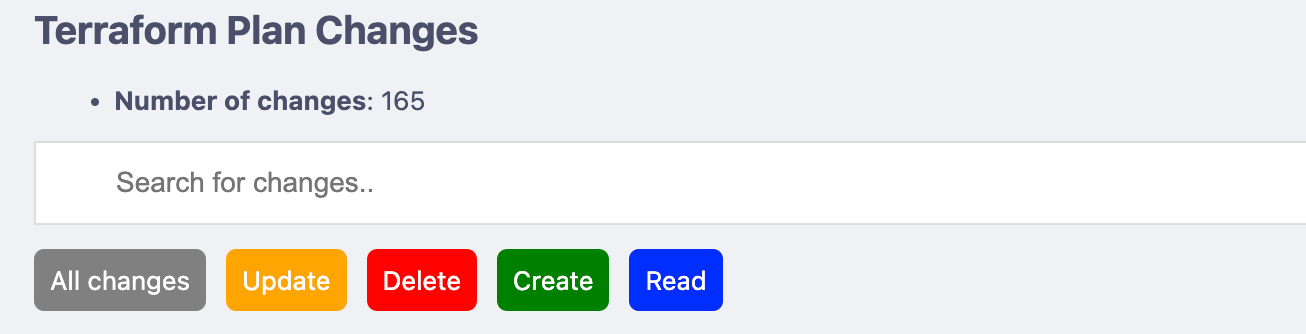 Terraform Plan Changes
• Number of changes: 165
Search for changes..
All changes Update Delete Create Read